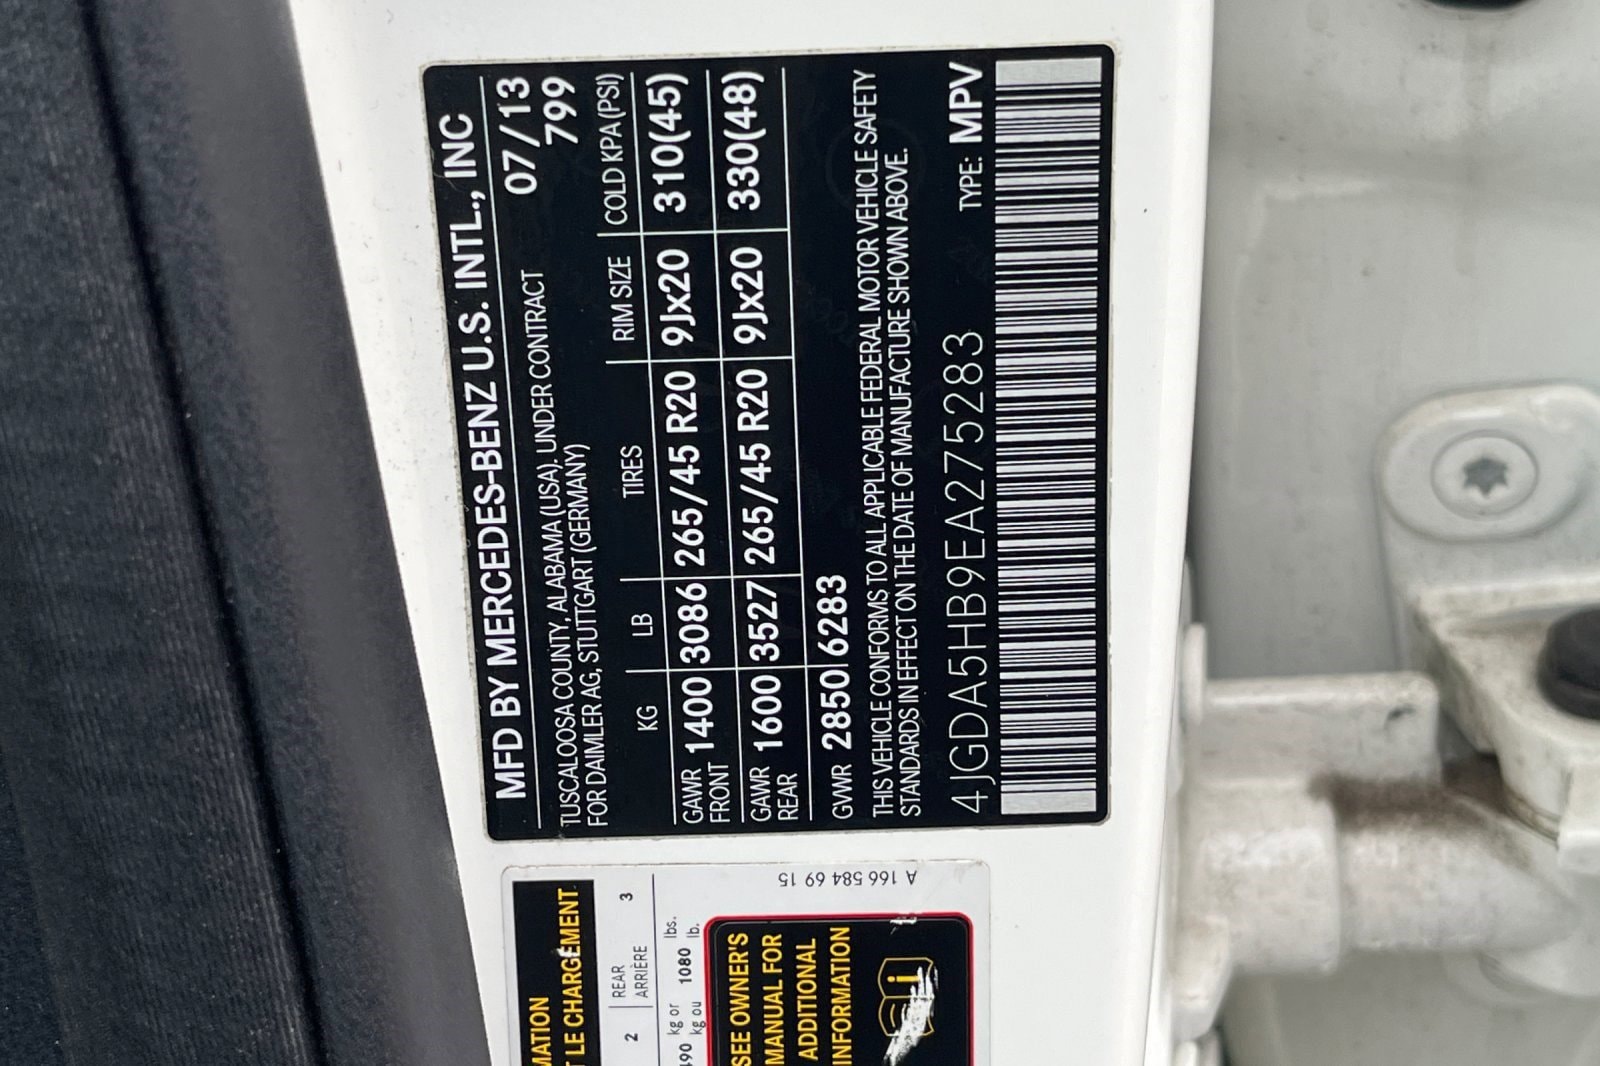 MFD BY MERCEDES-BENZ U.S. INTL., INC
07/13
TUSCALOOSA COUNTY, ALABAMA (USA), UNDER CONTRACT 799
FOR DAIMLER AG, STUTTGART (GERMANY)
KG LB TIRES RIM SIZE COLD KPA (PSI)
GAWR FRONT 1400 3086 265/45 R20 9Jx20 310(45)
GAWR REAR 1600 3527 265/45 R20 9Jx20 330(48)
GVWR 2850 6283
THIS VEHICLE CONFORMS TO ALL APPLICABLE FEDERAL MOTOR VEHICLE SAFETY
STANDARDS IN EFFECT ON THE DATE OF MANUFACTURE SHOWN ABOVE.
4JGDA5HB9EA275283 TYPE: MPV
MATION
T LE CHARGEMENT
2 REAR 3
ARRIÈRE
490 kg or 1080 lbs.
kg ou lb.
SEE OWNER'S
MANUAL FOR
ADDITIONAL
INFORMATION
i
A 166 584 69 15